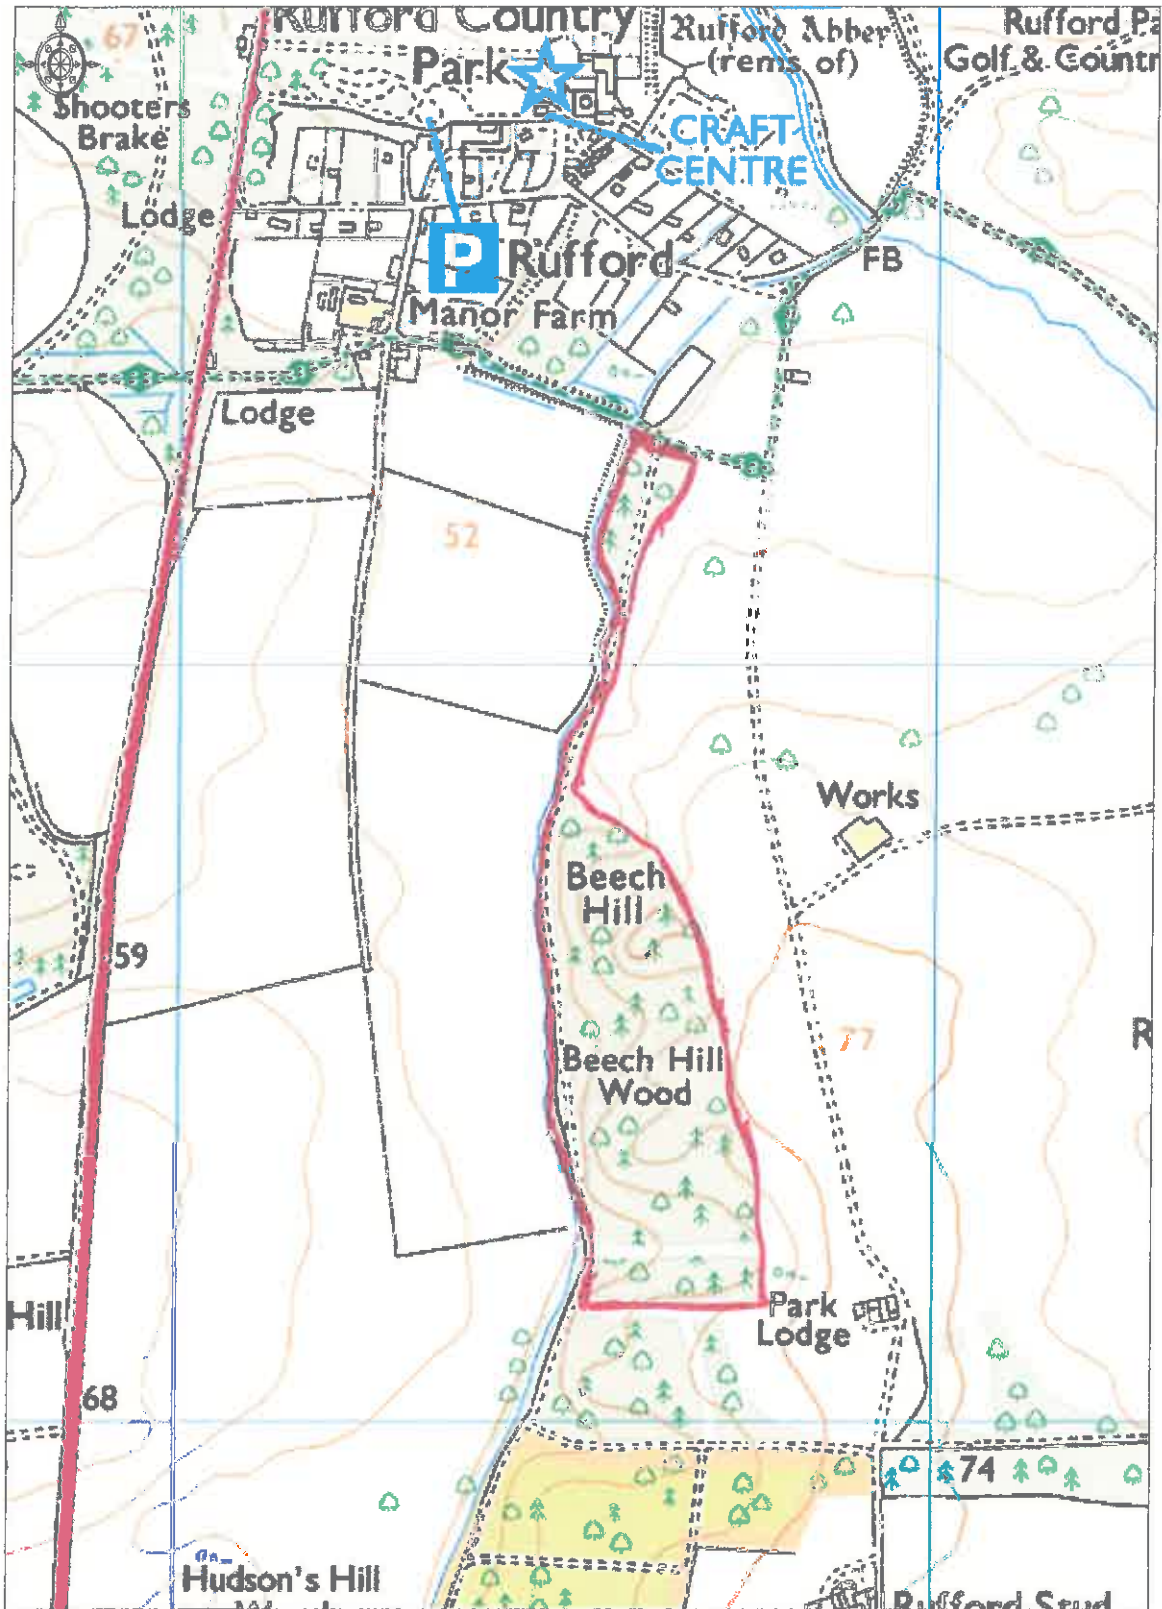 Rufford Country
Park
Rufford Abbey
(rems of)
Rufford Pa
Golf & Countr
67
Shooters
Brake
CRAFT
CENTRE
Lodge
P
Rufford
FB
Manor Farm
Lodge
52
Works
Beech
Hill
59
77
R
Beech Hill
Wood
Park
Lodge
Hill
68
74
Hudson's Hill
Rufford Stud